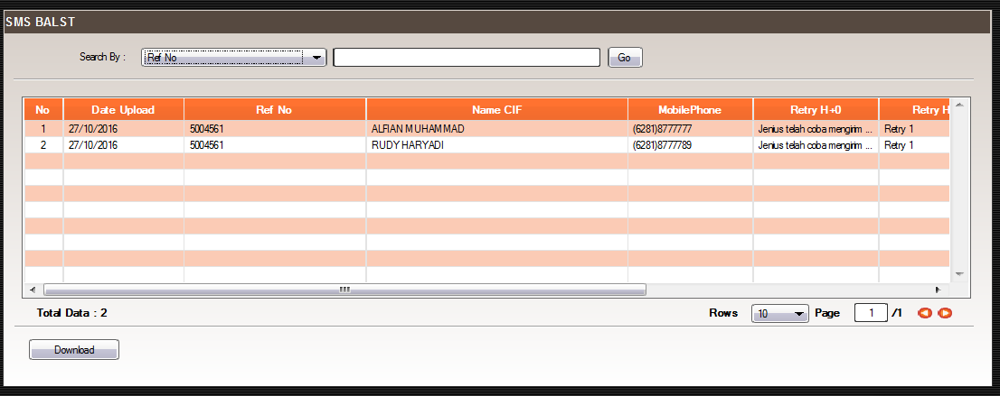 SMS BALST
Search By : Ref No Go
No Date Upload Ref No Name CIF MobilePhone Retry H+0 Retry H
1 27/10/2016 5004561 ALFIAN MUHAMMAD (6281)8777777 Jenius telah coba mengirim ... Retry 1
2 27/10/2016 5004561 RUDY HARYADI (6281)8777789 Jenius telah coba mengirim ... Retry 1
Total Data : 2 Rows 10 Page 1 /1
Download